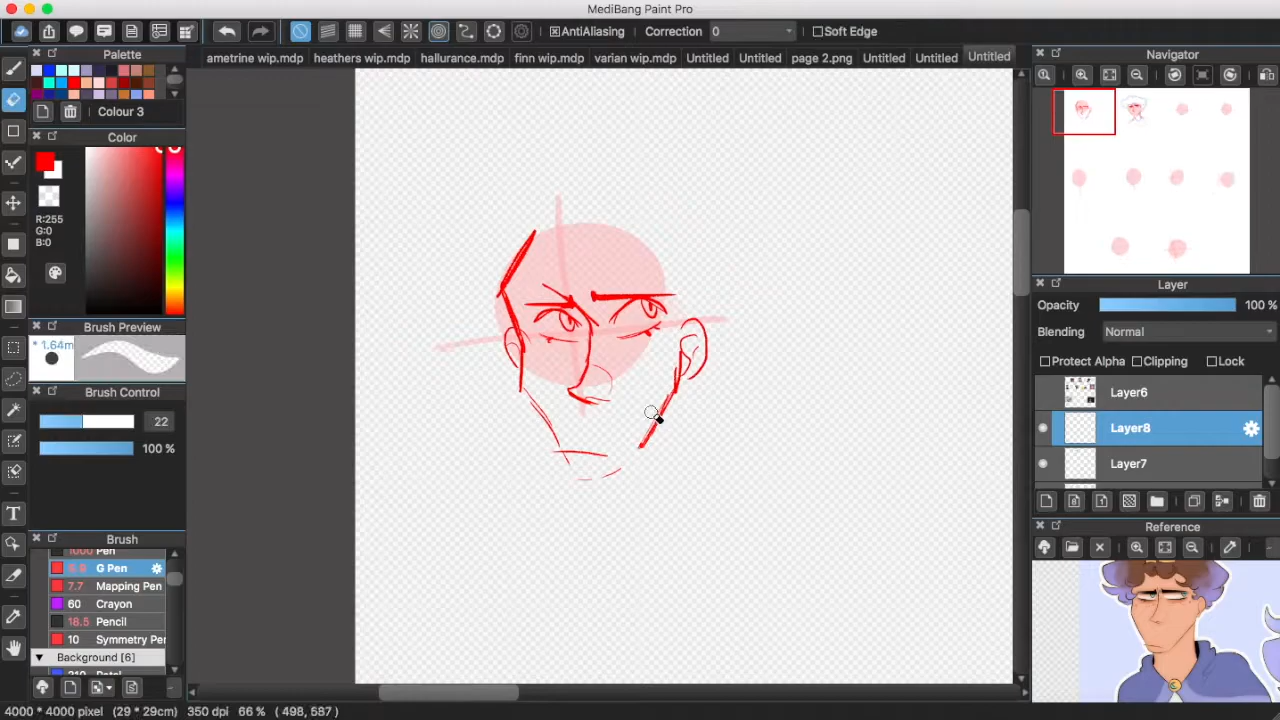 MediBang Paint Pro
AntiAliasing Correction 0 Soft Edge
ametrine wip.mdp heathers wip.mdp hallurance.mdp finn wip.mdp varian wip.mdp Untitled Untitled page 2.png Untitled Untitled Untitled
Palette
Colour 3
Color
R:255
G:0
B:0
Brush Preview
* 1.64m
Brush Control
22
100 %
Brush
1000 Pen
G Pen
7.7 Mapping Pen
60 Crayon
18.5 Pencil
10 Symmetry Pen
Background [6]
Navigator
Layer
Opacity 100 %
Blending Normal
Protect Alpha Clipping Lock
Layer6
Layer8
Layer7
Reference
4000 * 4000 pixel (29 * 29cm) 350 dpi 66 % ( 498, 587 )